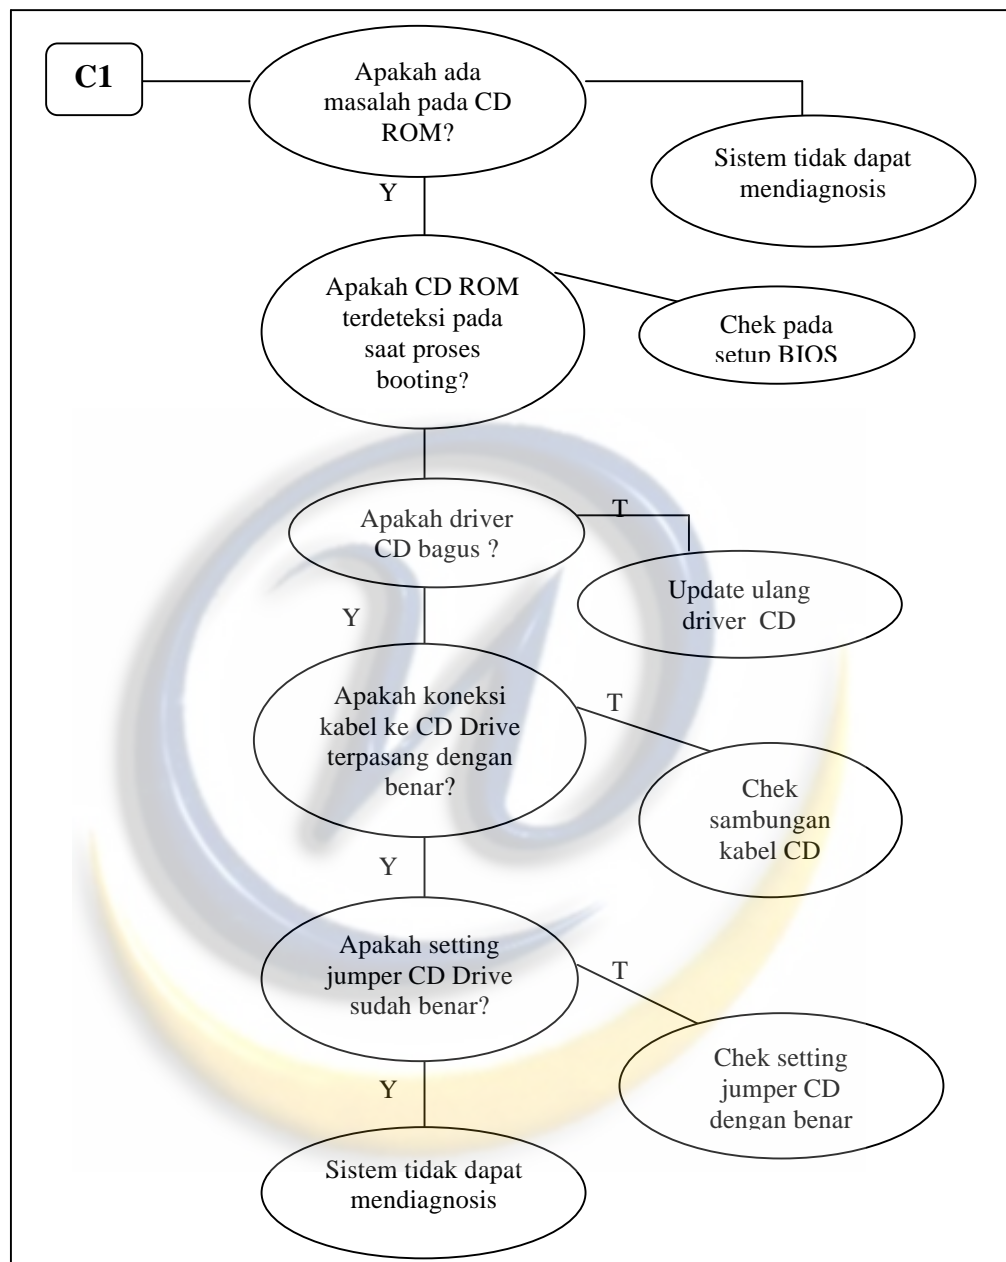 C1
Apakah ada
masalah pada CD
ROM?
Sistem tidak dapat
mendiagnosis
Y
Apakah CD ROM
terdeteksi pada
saat proses
booting?
Chek pada
setup BIOS
Apakah driver
CD bagus ?
T
Update ulang
driver CD
Y
Apakah koneksi
kabel ke CD Drive
terpasang dengan
benar?
T
Chek
sambungan
kabel CD
Y
Apakah setting
jumper CD Drive
sudah benar?
T
Chek setting
jumper CD
dengan benar
Y
Sistem tidak dapat
mendiagnosis